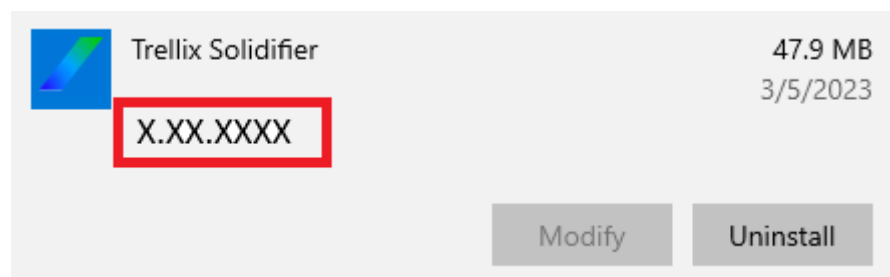 Trellix Solidifier
47.9 MB
3/5/2023
X.XX.XXXX
Modify
Uninstall